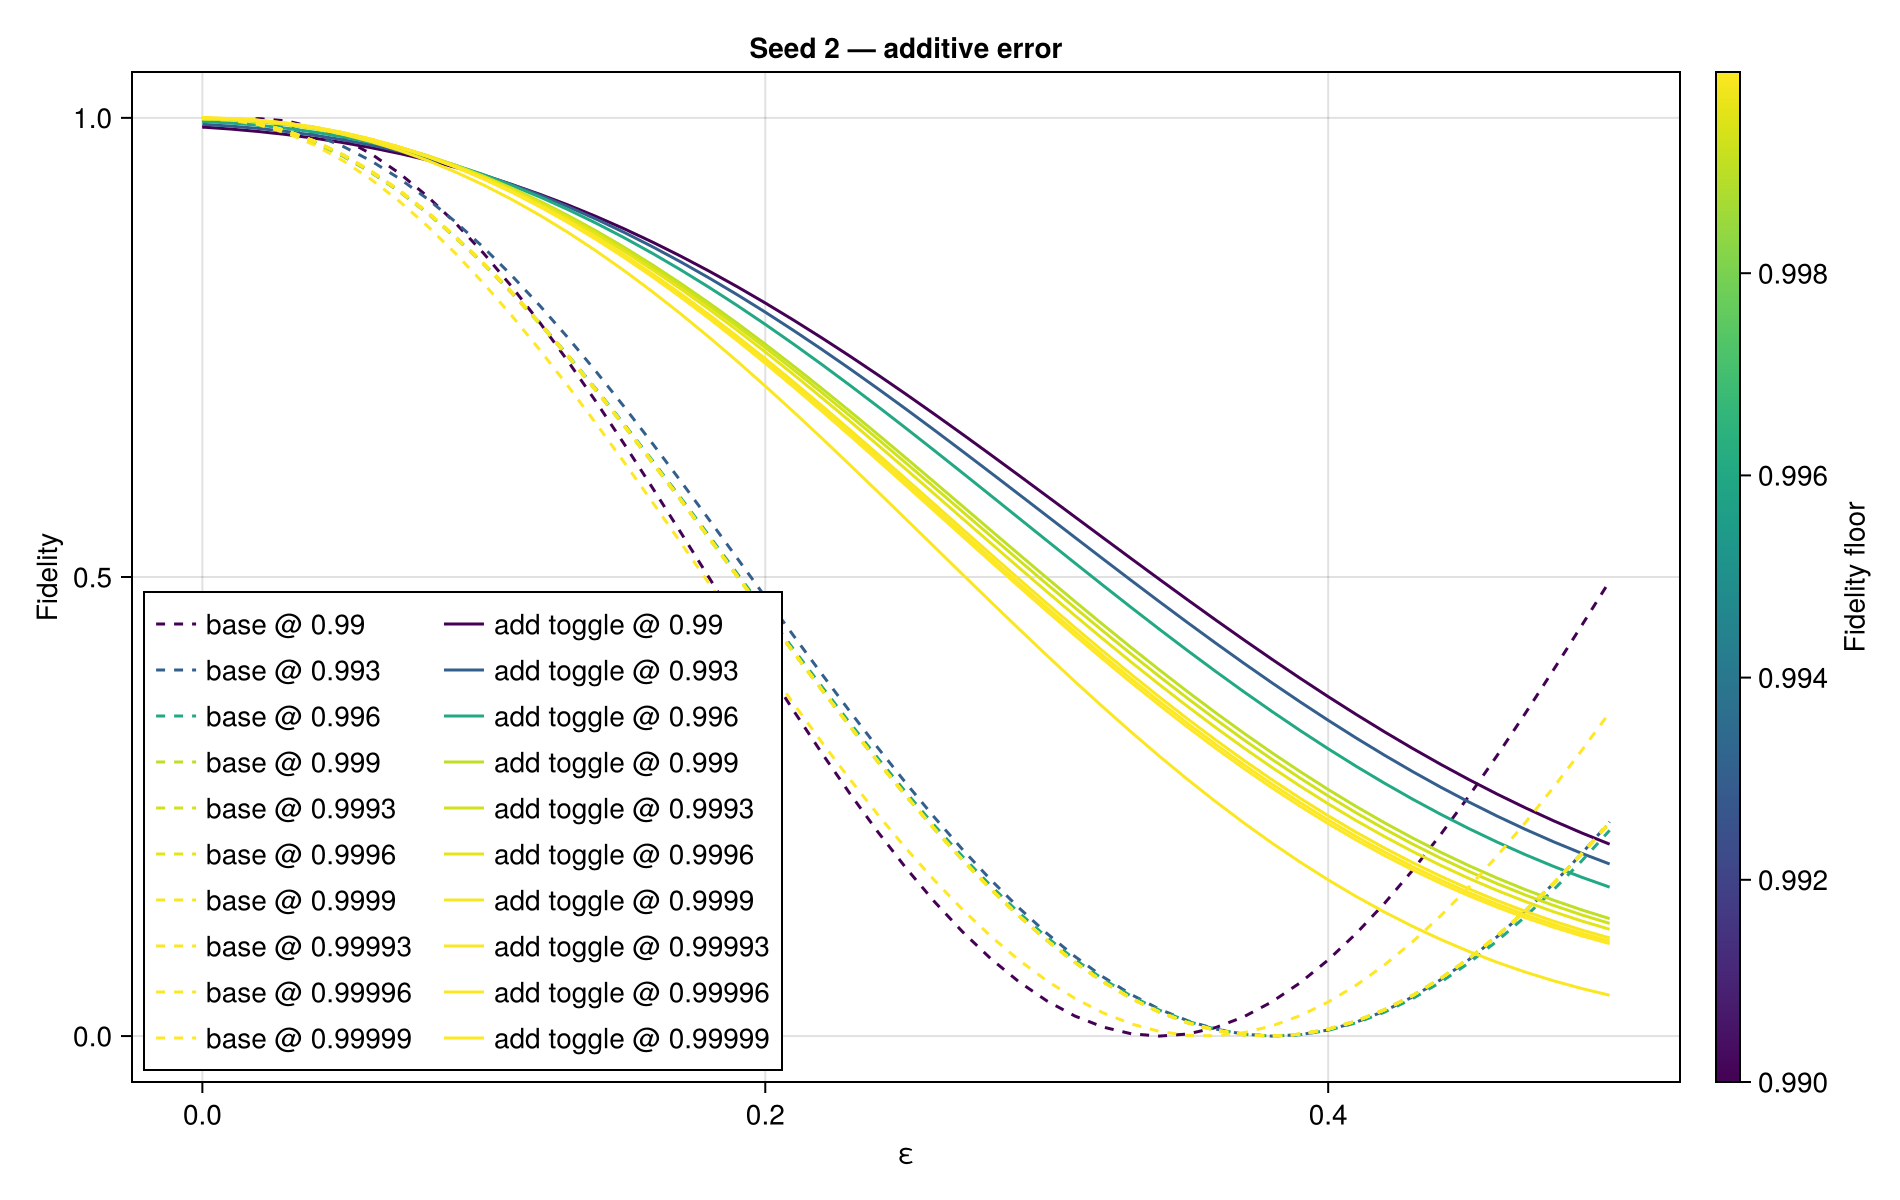 Seed 2 — additive error
Fidelity
1.0
0.5
0.0
base @ 0.99
base @ 0.993
base @ 0.996
base @ 0.999
base @ 0.9993
base @ 0.9996
base @ 0.9999
base @ 0.99993
base @ 0.99996
base @ 0.99999
add toggle @ 0.99
add toggle @ 0.993
add toggle @ 0.996
add toggle @ 0.999
add toggle @ 0.9993
add toggle @ 0.9996
add toggle @ 0.9999
add toggle @ 0.99993
add toggle @ 0.99996
add toggle @ 0.99999
0.0
0.2
0.4
ε
0.998
0.996
0.994
0.992
0.990
Fidelity floor